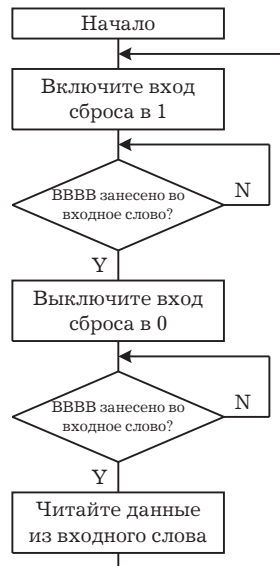 Начало
Включите вход
сброса в 1
BBBB занесено во
входное слово?
N
Y
Выключите вход
сброса в 0
BBBB занесено во
входное слово?
N
Y
Читайте данные
из входного слова